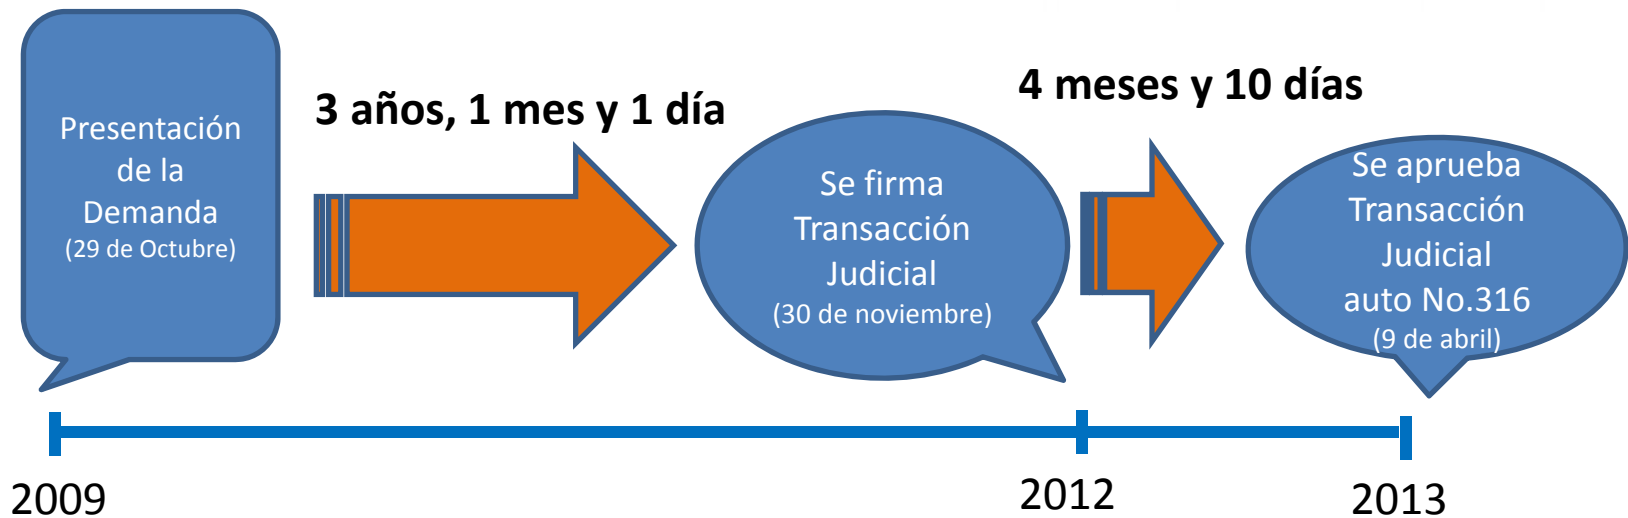 Presentación
de la
Demanda
(29 de Octubre)
3 años, 1 mes y 1 día
Se firma
Transacción
Judicial
(30 de noviembre)
4 meses y 10 días
Se aprueba
Transacción
Judicial
auto No.316
(9 de abril)
2009
2012
2013